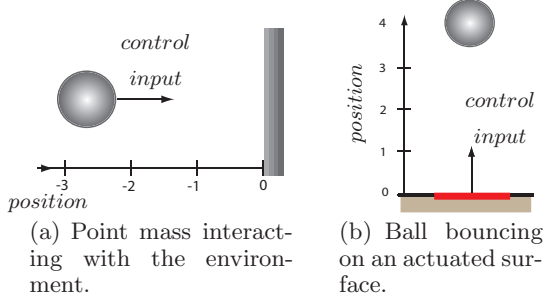 control
input
-3
-2
-1
0
position
(a) Point mass interact-
ing with the environ-
ment.
4
3
2
1
0
position
control
input
(b) Ball bouncing
on an actuated sur-
face.